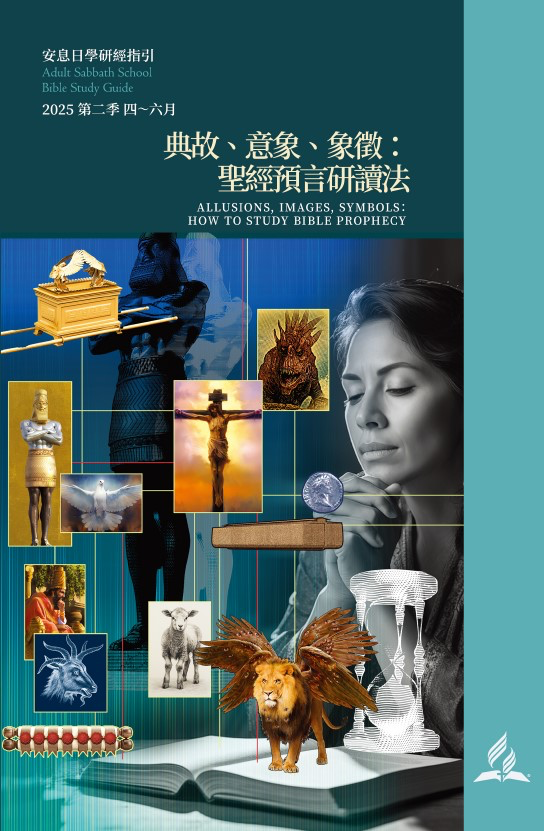 安息日學研經指引
Adult Sabbath School
Bible Study Guide
2025 第二季 四～六月
典故、意象、象徵：
聖經預言研讀法
ALLUSIONS, IMAGES, SYMBOLS:
HOW TO STUDY BIBLE PROPHECY